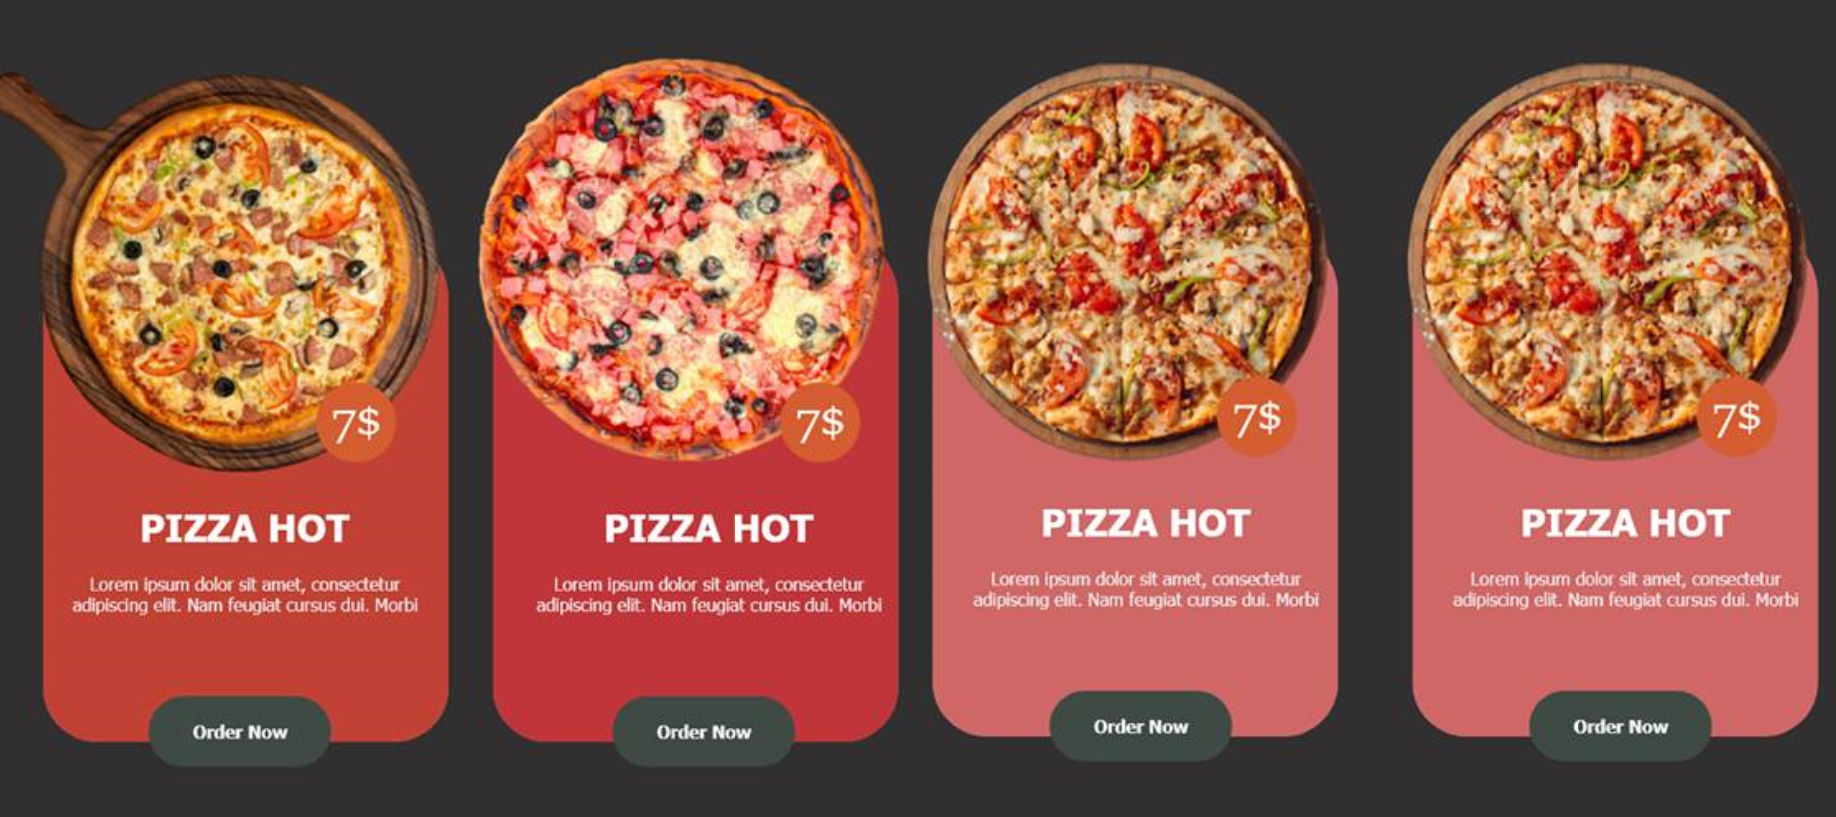 7$
PIZZA HOT
Lorem ipsum dolor sit amet, consectetur
adipiscing elit. Nam feugiat cursus dui. Morbi
Order Now
7$
PIZZA HOT
Lorem ipsum dolor sit amet, consectetur
adipiscing elit. Nam feugiat cursus dui. Morbi
Order Now
7$
PIZZA HOT
Lorem ipsum dolor sit amet, consectetur
adipiscing elit. Nam feugiat cursus dui. Morbi
Order Now
7$
PIZZA HOT
Lorem ipsum dolor sit amet, consectetur
adipiscing elit. Nam feugiat cursus dui. Morbi
Order Now